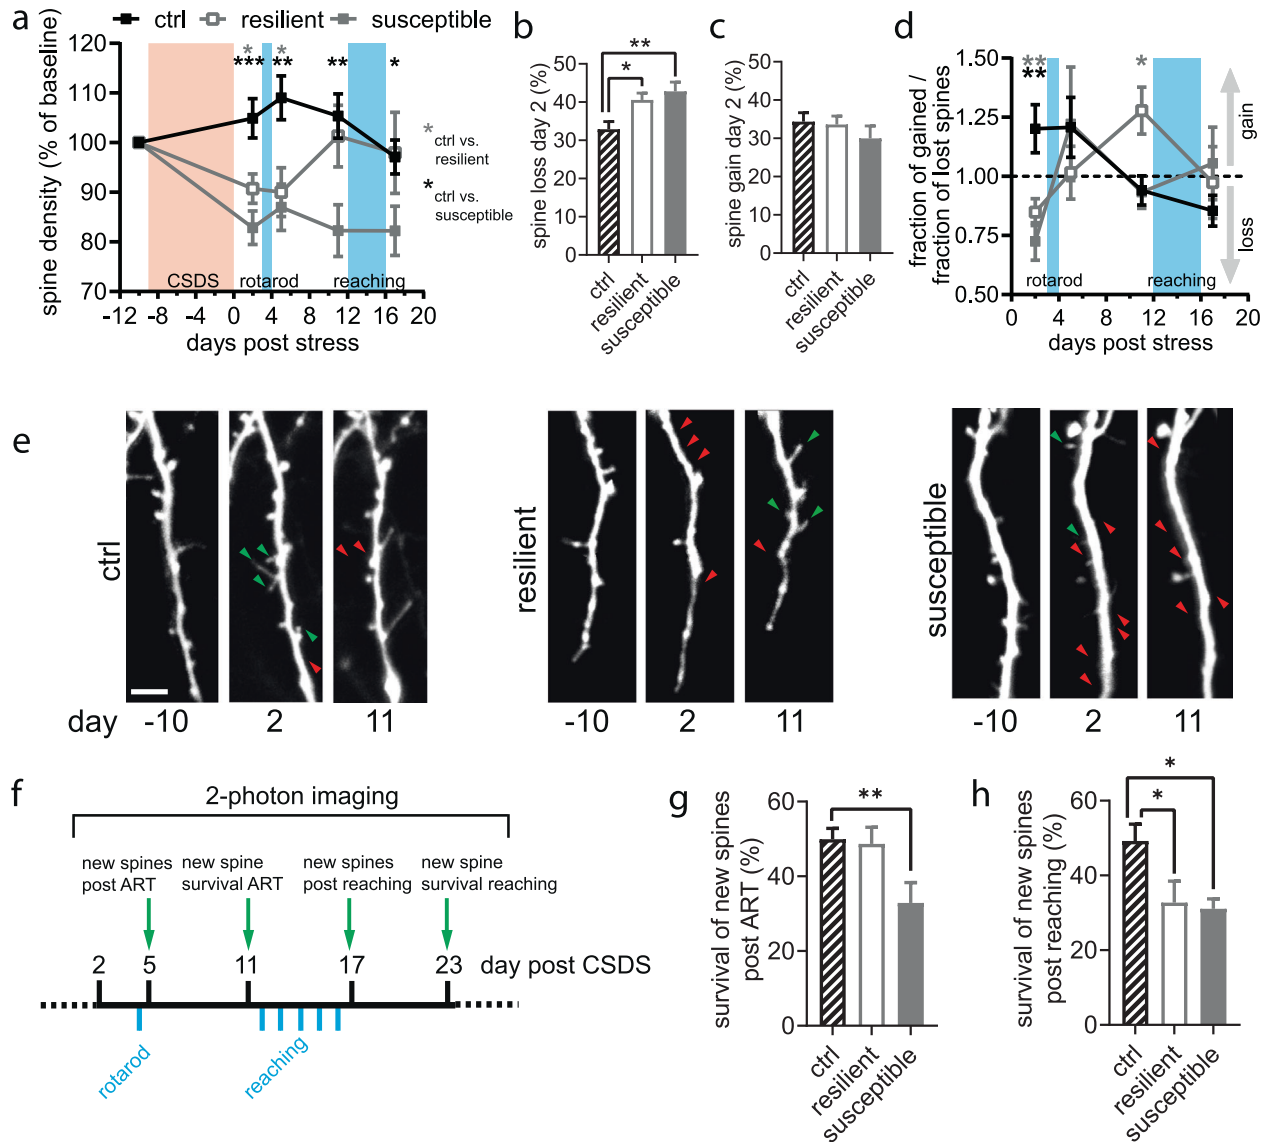 a
ctrl resilient susceptible
spine density (% of baseline)
120
110
100
90
80
70
* *
*** ** ** *
* ctrl vs. resilient
* ctrl vs. susceptible
CSDS rotarod reaching
-12 -8 -4 0 4 8 12 16 20
days post stress
b
spine loss day 2 (%)
50
40
30
20
10
0
**
*
ctrl
resilient
susceptible
c
spine gain day 2 (%)
50
40
30
20
10
0
ctrl
resilient
susceptible
d
fraction of gained /
fraction of lost spines
1.50
1.25
1.00
0.75
0.50
** *
**
gain
loss
rotarod reaching
0 4 8 12 16 20
days post stress
e
ctrl
resilient
susceptible
day -10 2 11
-10 2 11
-10 2 11
f
2-photon imaging
new spines post ART
new spine survival ART
new spines post reaching
new spine survival reaching
2 5 11 17 23 day post CSDS
rotarod
reaching
g
survival of new spines
post ART (%)
60
40
20
0
**
ctrl
resilient
susceptible
h
survival of new spines
post reaching (%)
60
40
20
0
*
*
ctrl
resilient
susceptible